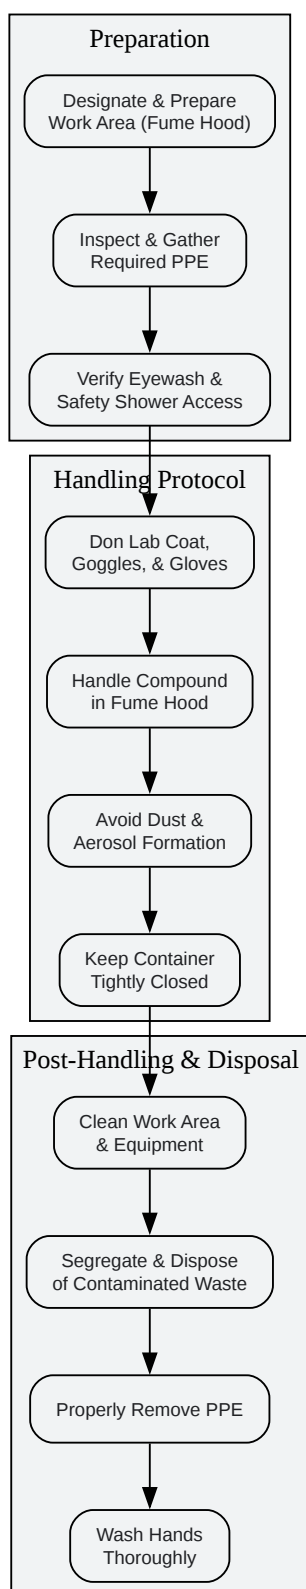 Preparation
Designate & Prepare
Work Area (Fume Hood)
Inspect & Gather
Required PPE
Verify Eyewash &
Safety Shower Access
Handling Protocol
Don Lab Coat,
Goggles, & Gloves
Handle Compound
in Fume Hood
Avoid Dust &
Aerosol Formation
Keep Container
Tightly Closed
Post-Handling & Disposal
Clean Work Area
& Equipment
Segregate & Dispose
of Contaminated Waste
Properly Remove PPE
Wash Hands
Thoroughly